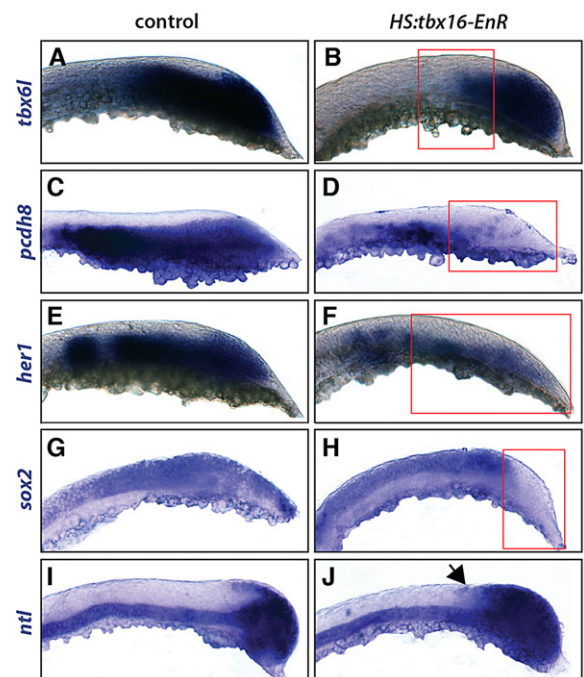 control HS:tbx16-EnR
tbx6l A B
pcdh8 C D
her1 E F
sox2 G H
ntl I J